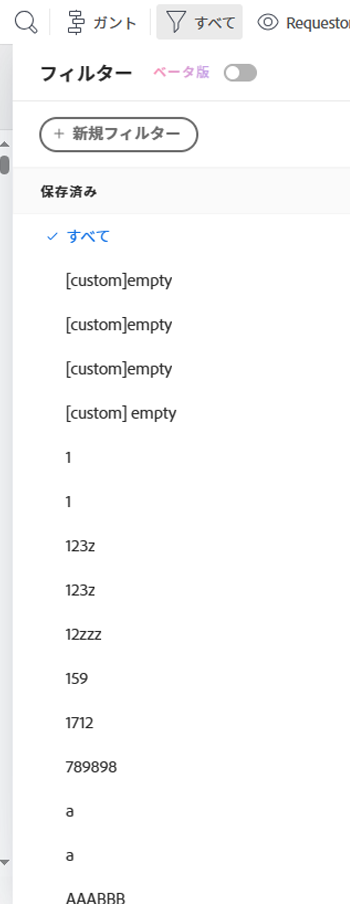 ガント すべて Requestor
フィルター ベータ版
+ 新規フィルター
保存済み
すべて
[custom]empty
[custom]empty
[custom]empty
[custom] empty
1
1
123z
123z
12zzz
159
1712
789898
a
a
AAABBB